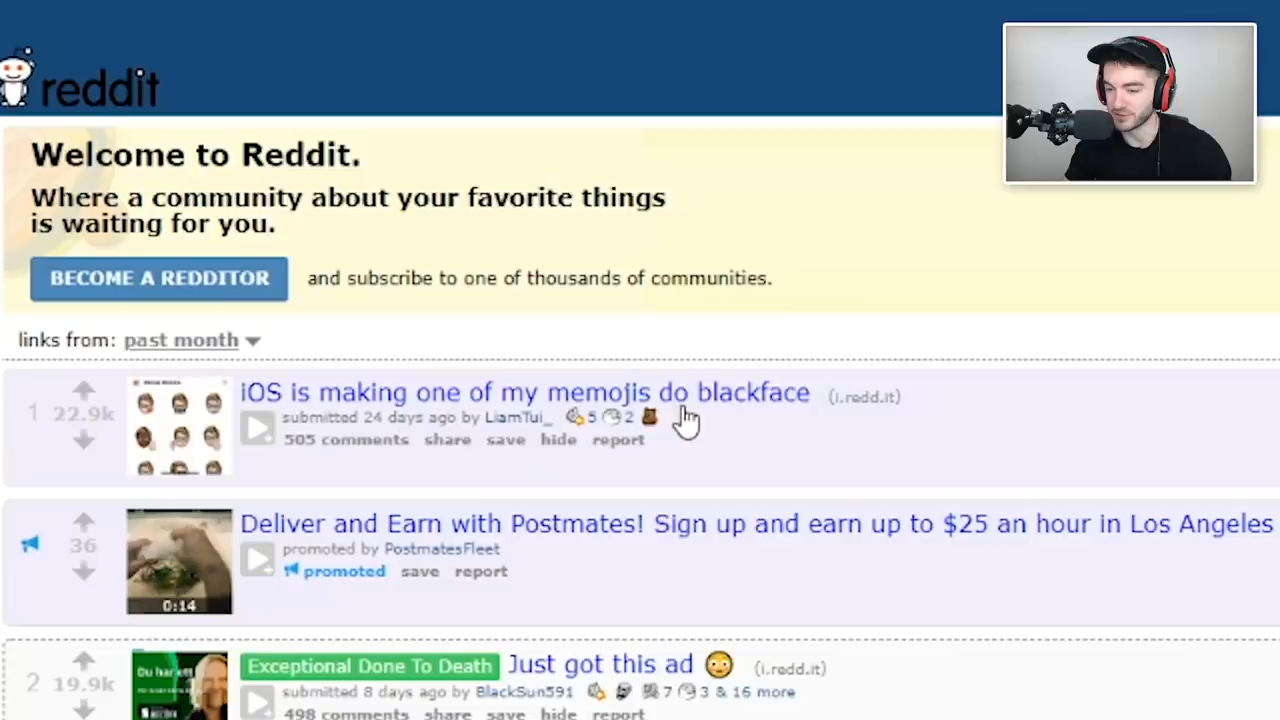 reddit
Welcome to Reddit.
Where a community about your favorite things
is waiting for you.
BECOME A REDDITOR and subscribe to one of thousands of communities.
links from: past month
1 22.9k
iOS is making one of my memojis do blackface (i.redd.it)
submitted 24 days ago by LiamTui_ 5 2
505 comments share save hide report
36
Deliver and Earn with Postmates! Sign up and earn up to $25 an hour in Los Angeles
promoted by PostmatesFleet
promoted save report
0:14
2 19.9k
Du har ett
Exceptional Done To Death Just got this ad 😳 (i.redd.it)
submitted 8 days ago by BlackSun591 7 3 & 16 more
498 comments share save hide report